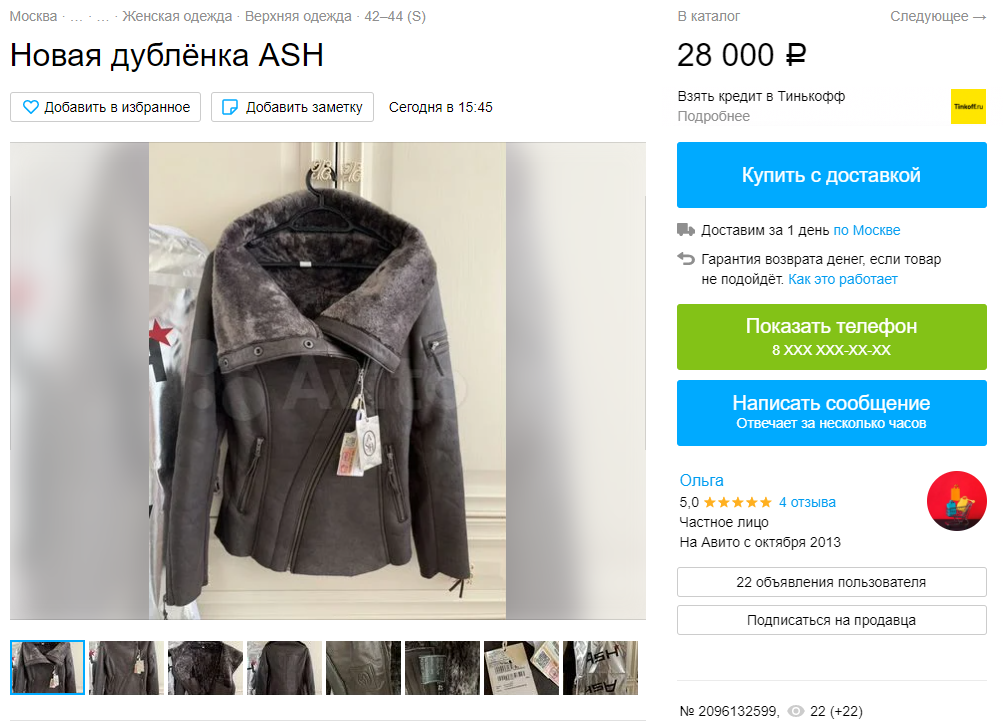 Москва · ... · ... · Женская одежда · Верхняя одежда · 42–44 (S)
В каталог
Следующее →
Новая дублёнка ASH
28 000 ₽
Добавить в избранное
Добавить заметку
Сегодня в 15:45
Взять кредит в Тинькофф
Подробнее
Tinkoff.ru
Купить с доставкой
Доставим за 1 день по Москве
Гарантия возврата денег, если товар
не подойдёт. Как это работает
Показать телефон
8 XXX XXX-XX-XX
Написать сообщение
Отвечает за несколько часов
Avito
Ольга
5,0 ★★★★★ 4 отзыва
Частное лицо
На Авито с октября 2013
22 объявления пользователя
Подписаться на продавца
ASH
№ 2096132599, 22 (+22)